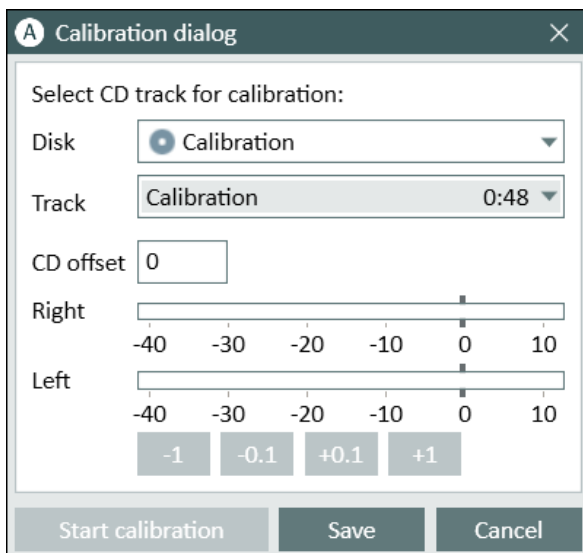 A Calibration dialog
Select CD track for calibration:
Disk Calibration
Track Calibration 0:48
CD offset 0
Right
-40 -30 -20 -10 0 10
Left
-40 -30 -20 -10 0 10
-1 -0.1 +0.1 +1
Start calibration Save Cancel